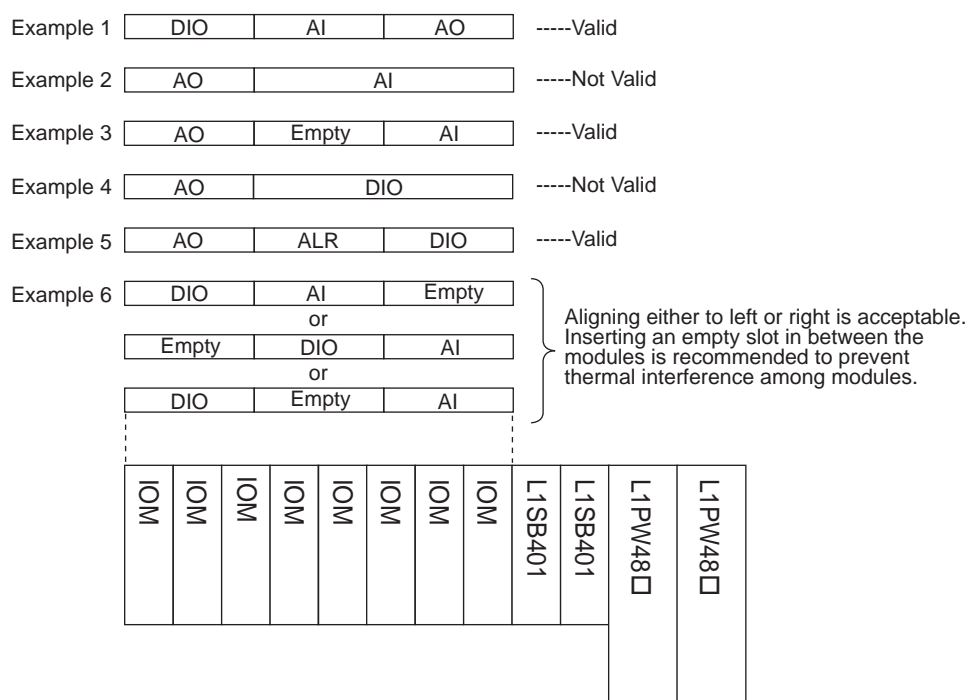 Example 1 DIO AI AO -----Valid
Example 2 AO AI -----Not Valid
Example 3 AO Empty AI -----Valid
Example 4 AO DIO -----Not Valid
Example 5 AO ALR DIO -----Valid
Example 6 DIO AI Empty
or
Empty DIO AI
or
DIO Empty AI
Aligning either to left or right is acceptable.
Inserting an empty slot in between the
modules is recommended to prevent
thermal interference among modules.
IOM
IOM
IOM
IOM
IOM
IOM
IOM
IOM
L1SB401
L1SB401
L1PW48□
L1PW48□